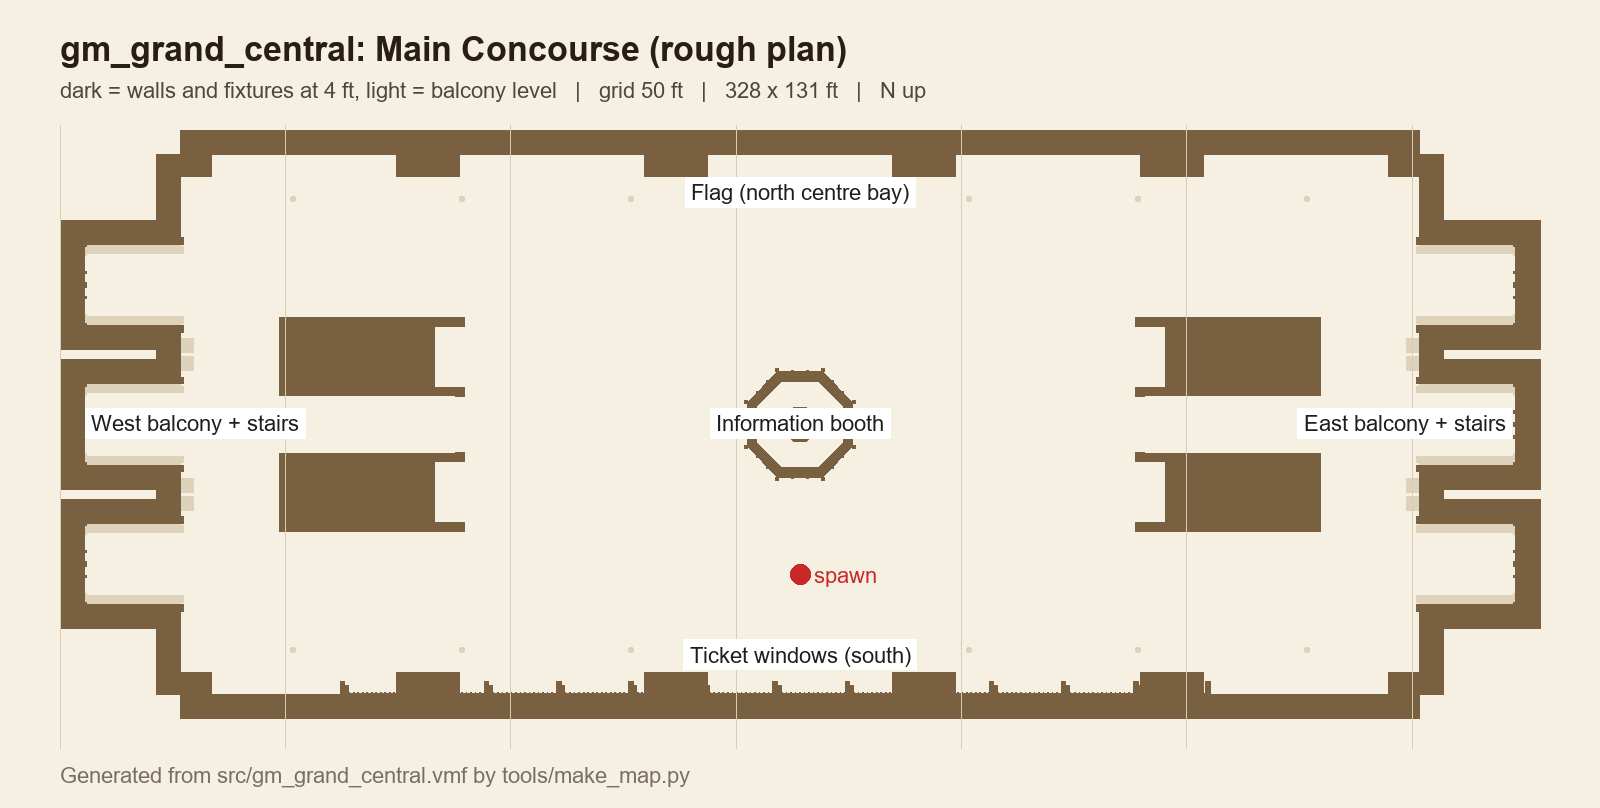 gm_grand_central: Main Concourse (rough plan)
dark = walls and fixtures at 4 ft, light = balcony level | grid 50 ft | 328 x 131 ft | N up
Flag (north centre bay)
West balcony + stairs
Information booth
East balcony + stairs
spawn
Ticket windows (south)
Generated from src/gm_grand_central.vmf by tools/make_map.py